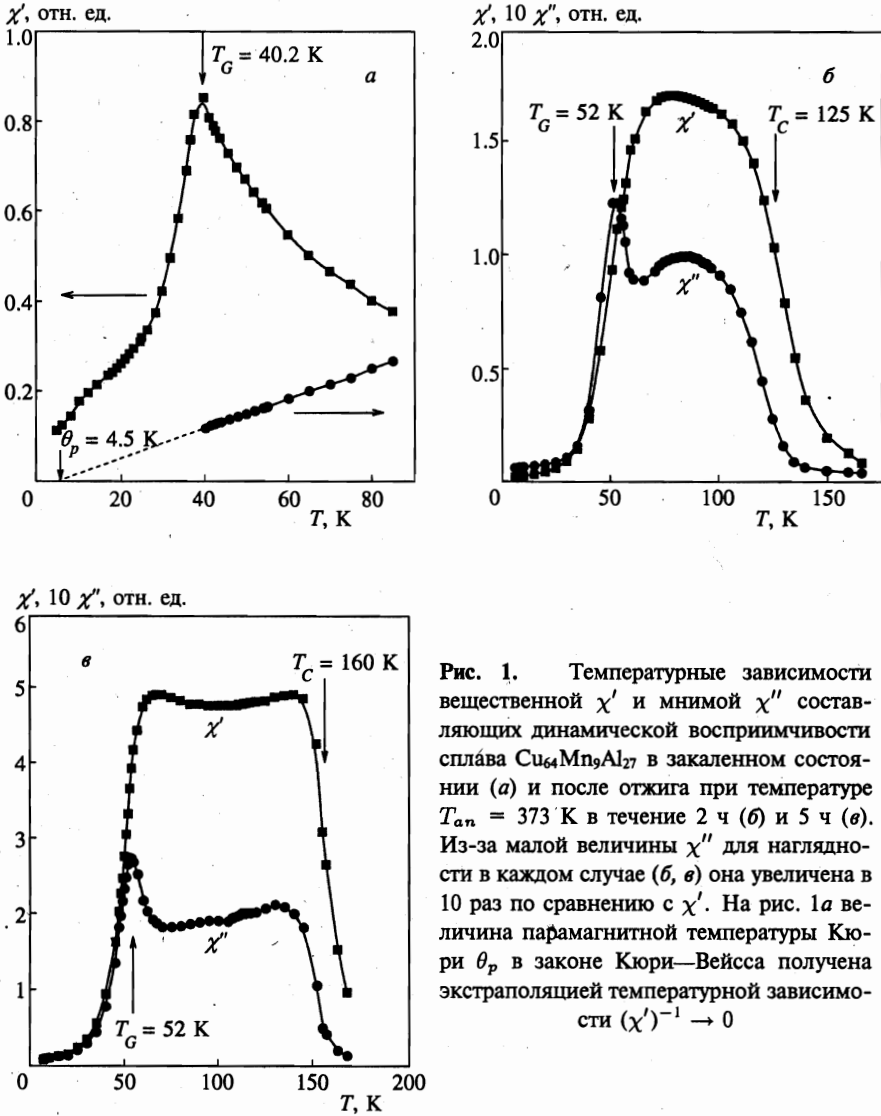 χ′, отн. ед.
1.0
0.8
0.6
0.4
0.2
0
20
40
60
80
T, K
T_G = 40.2 K
а
θ_p = 4.5 K
χ′, 10 χ″, отн. ед.
2.0
1.5
1.0
0.5
0
50
100
150
T, K
б
T_G = 52 K
T_C = 125 K
χ′
χ″
χ′, 10 χ″, отн. ед.
6
5
4
3
2
1
0
50
100
150
200
T, K
в
T_C = 160 K
χ′
χ″
T_G = 52 K
Рис. 1. Температурные зависимости
вещественной χ′ и мнимой χ″ состав-
ляющих динамической восприимчивости
сплава Cu₆₄Mn₉Al₂₇ в закаленном состоя-
нии (а) и после отжига при температуре
T_an = 373 K в течение 2 ч (б) и 5 ч (в).
Из-за малой величины χ″ для наглядно-
сти в каждом случае (б, в) она увеличена в
10 раз по сравнению с χ′. На рис. 1а ве-
личина парамагнитной температуры Кю-
ри θ_p в законе Кюри—Вейсса получена
экстраполяцией температурной зависимо-
сти (χ′)⁻¹ → 0